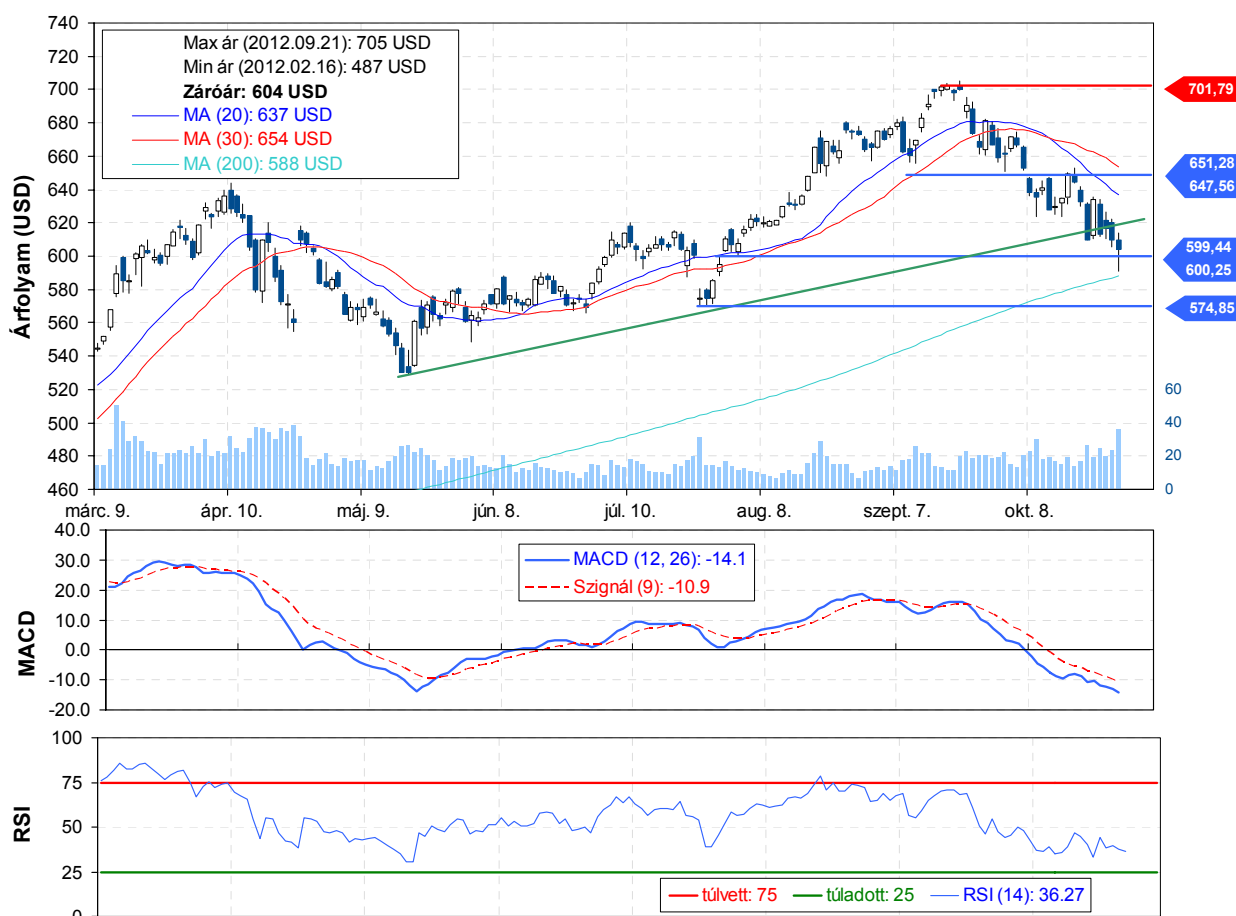 740
720
700
680
660
640
620
600
580
560
540
520
500
480
460
Árfolyam (USD)
Max ár (2012.09.21): 705 USD
Min ár (2012.02.16): 487 USD
Záróár: 604 USD
MA (20): 637 USD
MA (30): 654 USD
MA (200): 588 USD
701,79
651,28
647,56
599,44
600,25
574,85
60
40
20
0
márc. 9.
ápr. 10.
máj. 9.
jún. 8.
júl. 10.
aug. 8.
szept. 7.
okt. 8.
40.0
30.0
20.0
10.0
0.0
-10.0
-20.0
MACD
MACD (12, 26): -14.1
Szignál (9): -10.9
100
75
50
25
0
RSI
túlvett: 75
túladott: 25
RSI (14): 36.27